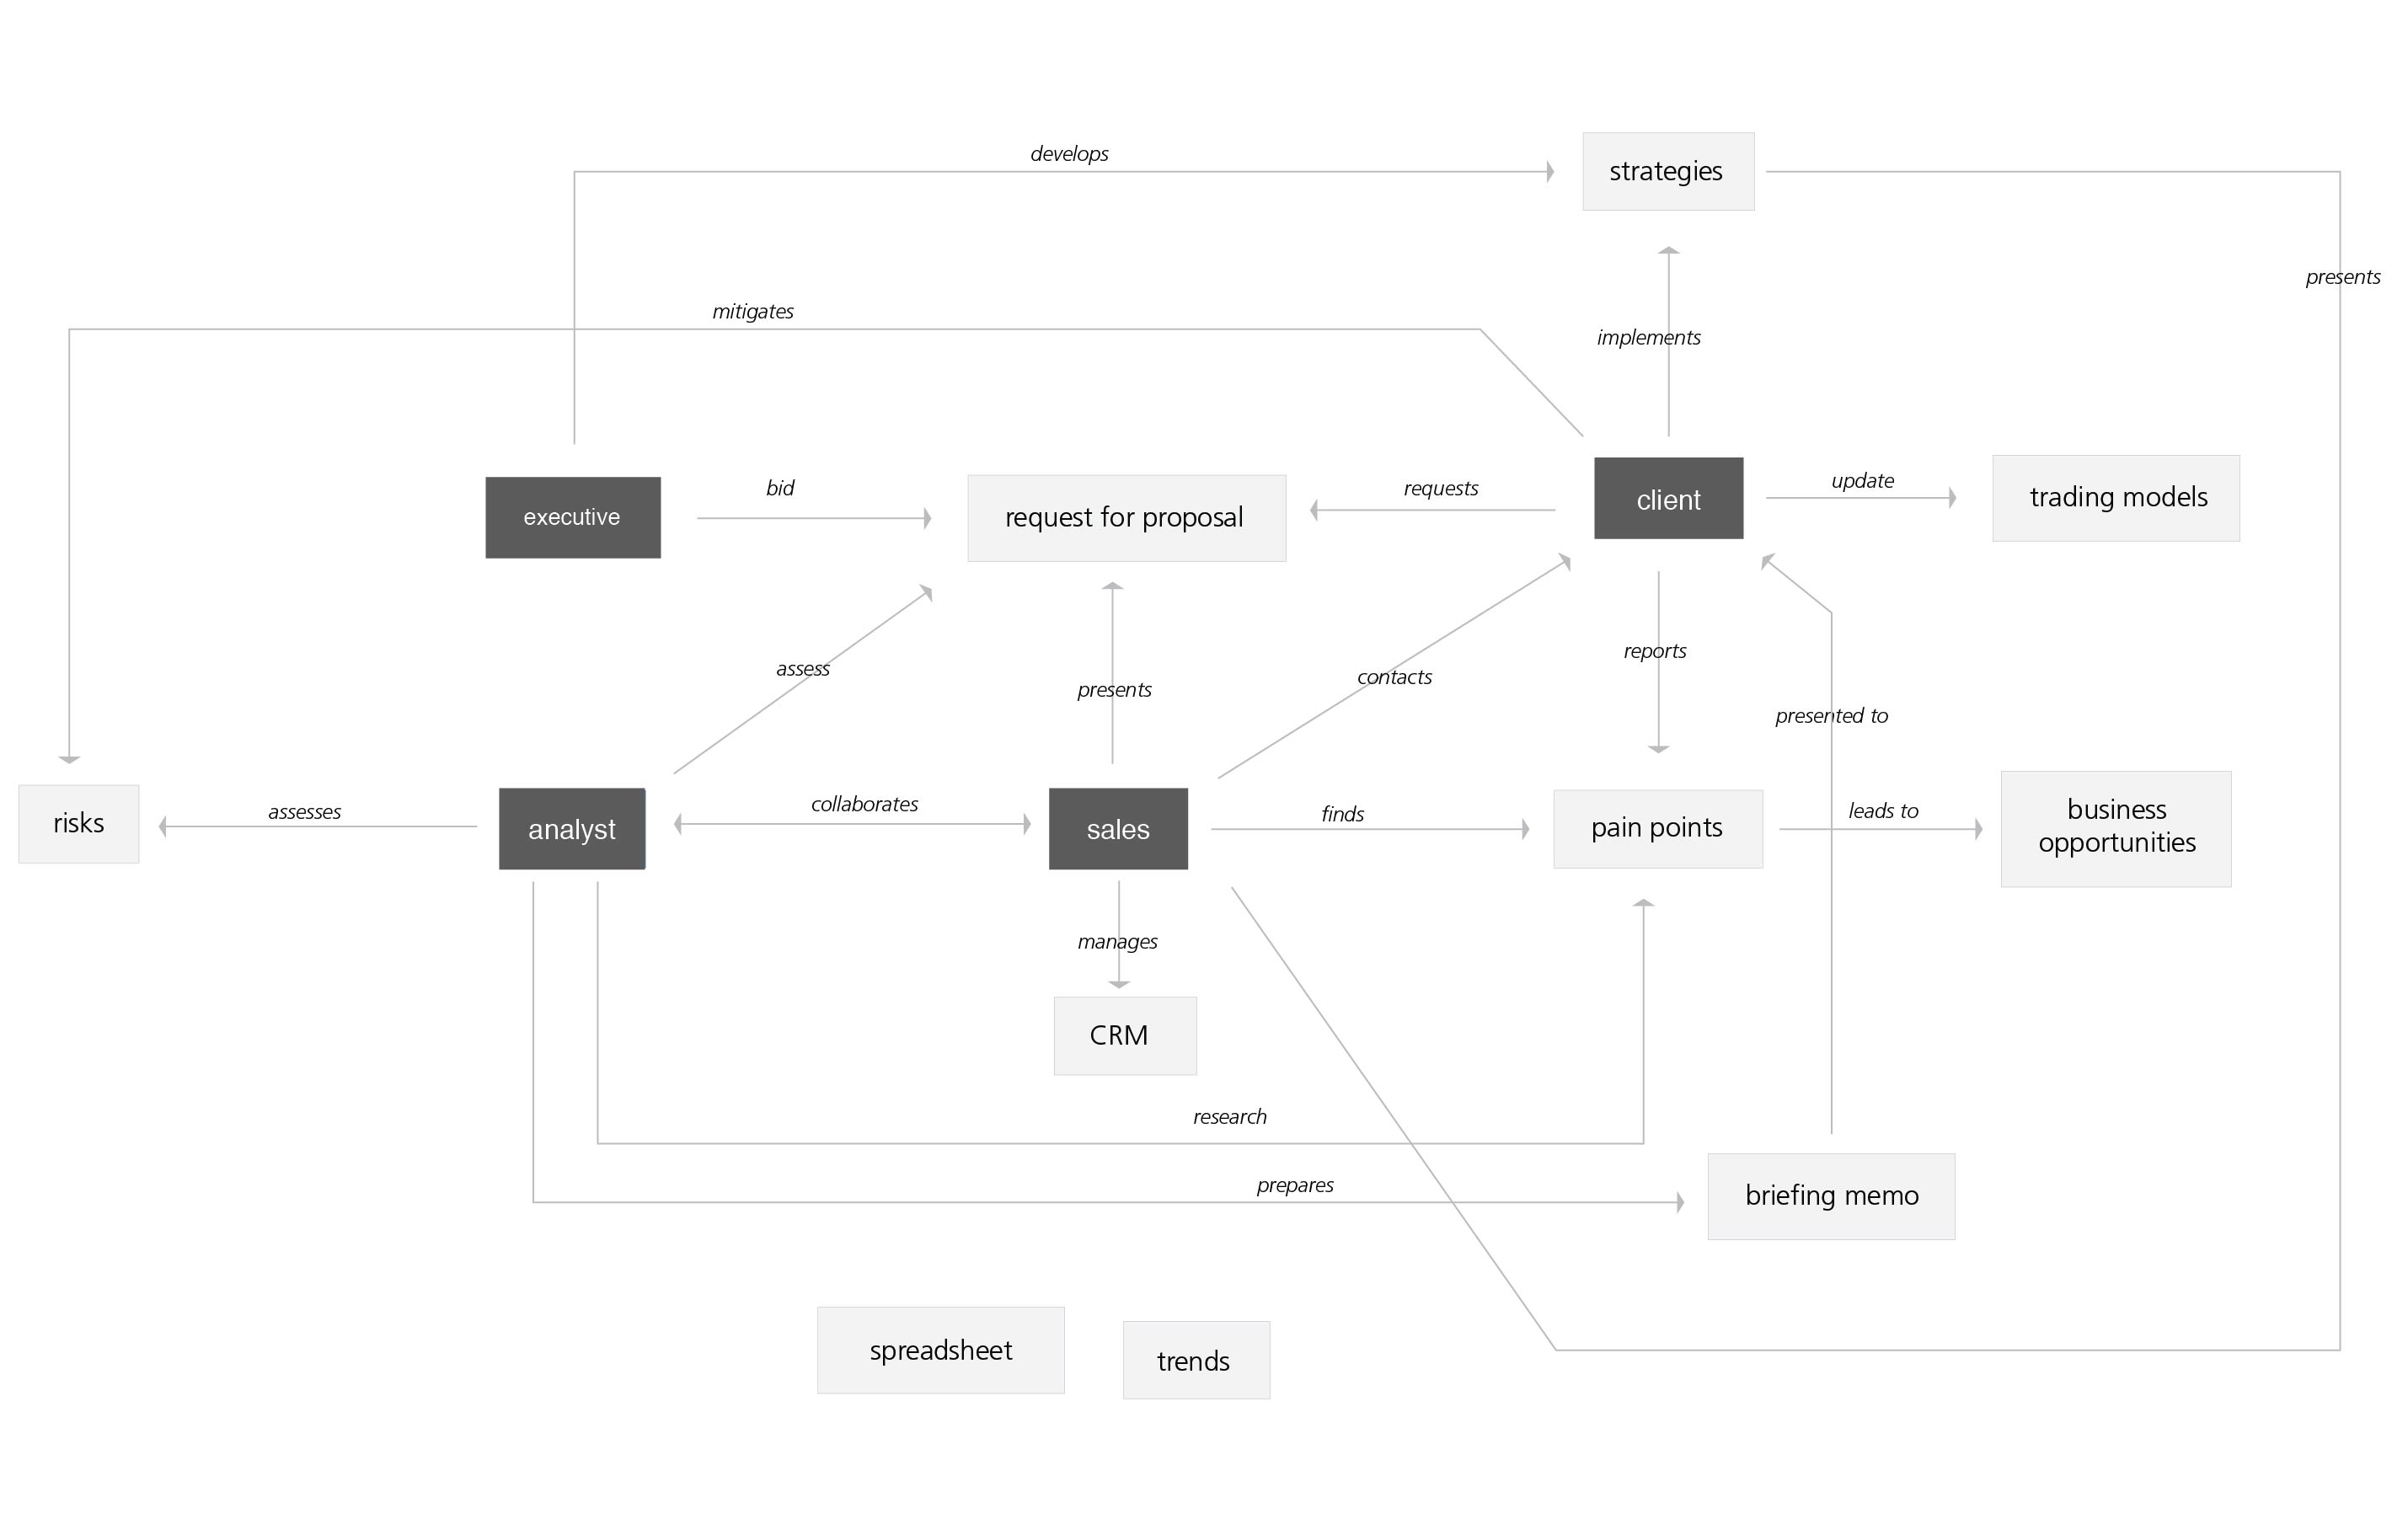 develops
strategies
presents
mitigates
implements
executive
bid
request for proposal
requests
client
update
trading models
assess
presents
contacts
reports
presented to
risks
assesses
analyst
collaborates
sales
finds
pain points
leads to
business
opportunities
manages
CRM
research
prepares
briefing memo
spreadsheet
trends